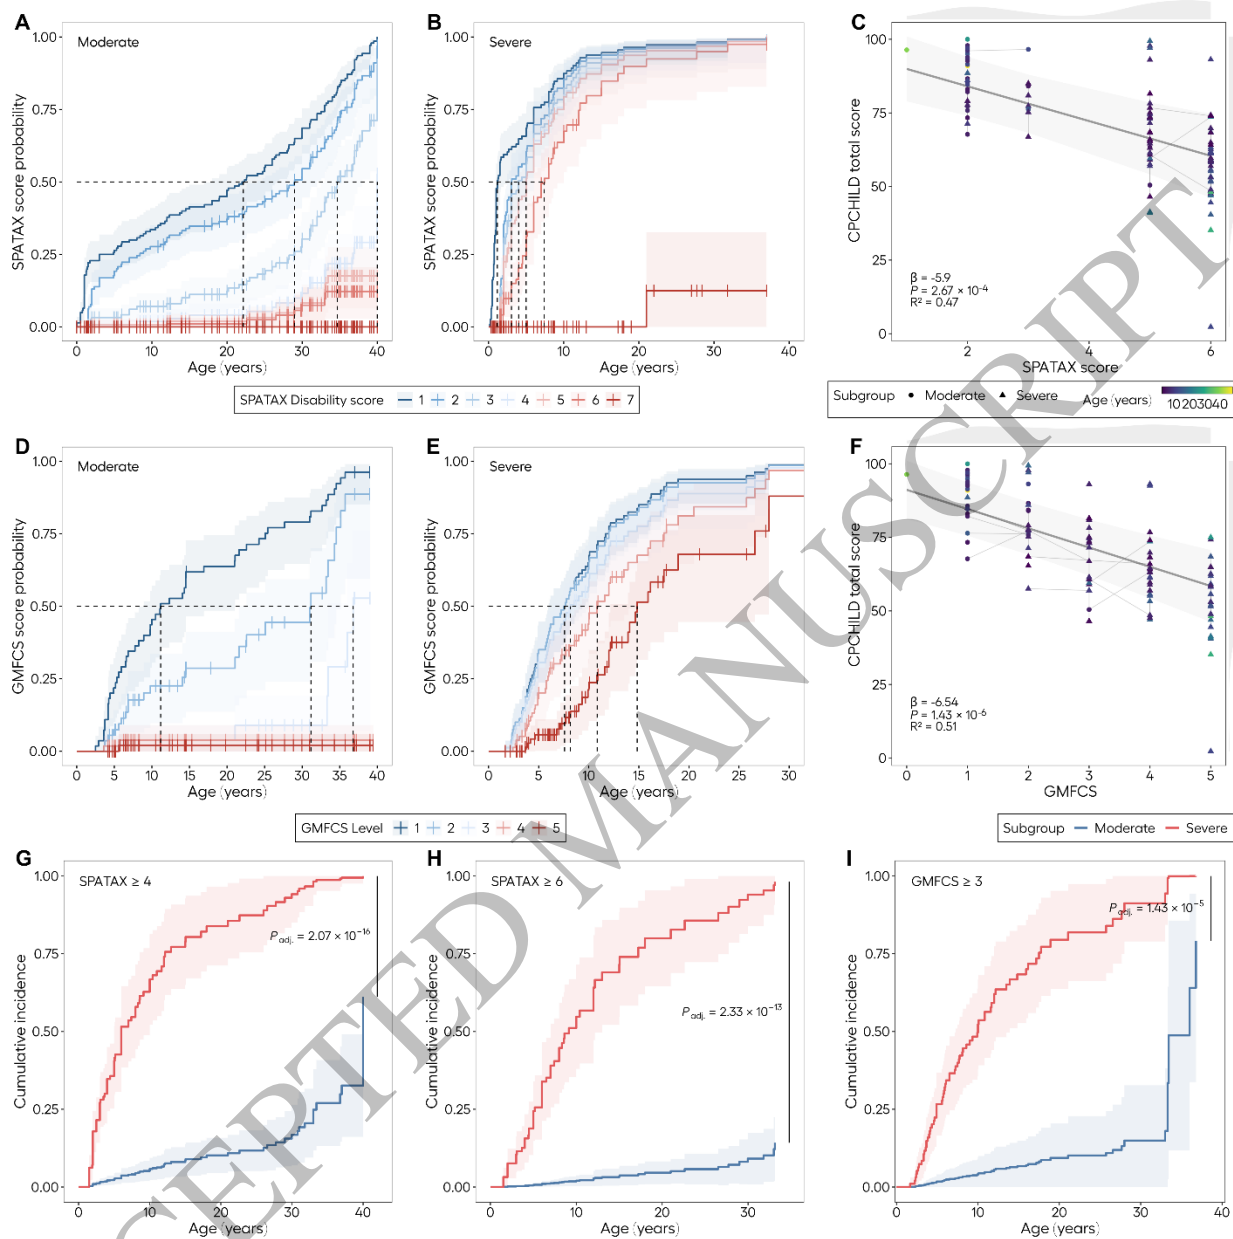 A
Moderate
SPATAX score probability
1.00
0.75
0.50
0.25
0.00
0 10 20 30 40
Age (years)
B
Severe
SPATAX score probability
1.00
0.75
0.50
0.25
0.00
0 10 20 30 40
Age (years)
SPATAX Disability score 1 2 3 4 5 6 7
C
CPCHILD total score
100
75
50
25
0
β = -5.9
P = 2.67 × 10-4
R² = 0.47
2 4 6
SPATAX score
Subgroup Moderate Severe Age (years)
10203040
D
Moderate
GMFCS score probability
1.00
0.75
0.50
0.25
0.00
0 5 10 15 20 25 30 35 40
Age (years)
E
Severe
GMFCS score probability
1.00
0.75
0.50
0.25
0.00
0 5 10 15 20 25 30
Age (years)
GMFCS Level 1 2 3 4 5
F
CPCHILD total score
100
75
50
25
0
β = -6.54
P = 1.43 × 10-6
R² = 0.51
0 1 2 3 4 5
GMFCS
Subgroup Moderate Severe
G
SPATAX ≥ 4
Cumulative incidence
1.00
0.75
0.50
0.25
0.00
Padj. = 2.07 × 10-16
0 10 20 30 40
Age (years)
H
SPATAX ≥ 6
Cumulative incidence
1.00
0.75
0.50
0.25
0.00
Padj. = 2.33 × 10-13
10 20 30
Age (years)
I
GMFCS ≥ 3
Cumulative incidence
1.00
0.75
0.50
0.25
0.00
Padj. = 1.43 × 10-5
0 10 20 30 40
Age (years)
CEPTED MANUSCRIPT